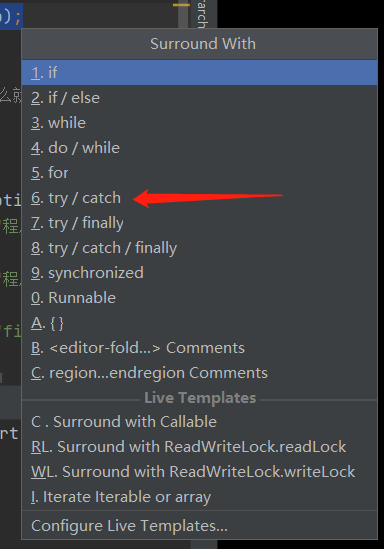 );
Surround With
1. if
2. if / else
3. while
么就
4. do / while
5. for
6. try / catch
7. try / finally
8. try / catch / finally
9. synchronized
0. Runnable
A. { }
B. <editor-fold...> Comments
C. region...endregion Comments
Live Templates
C . Surround with Callable
RL. Surround with ReadWriteLock.readLock
WL. Surround with ReadWriteLock.writeLock
I. Iterate Iterable or array
Configure Live Templates...